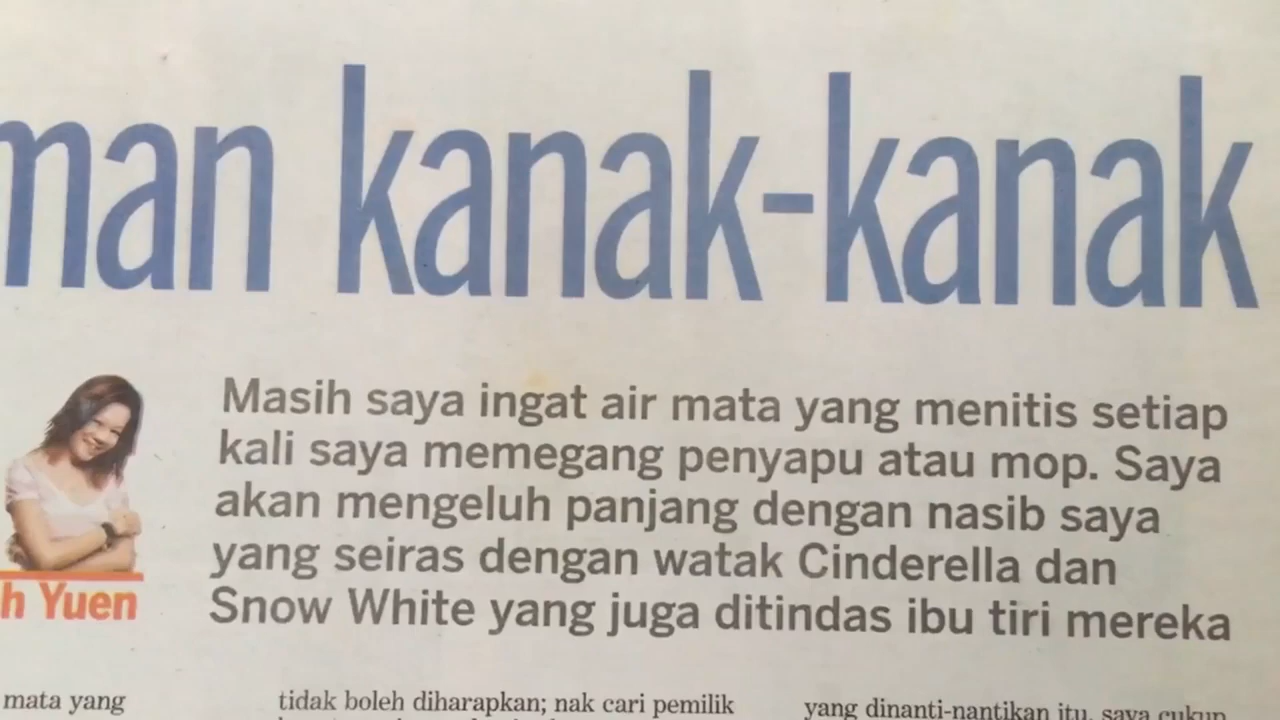 man kanak-kanak
Masih saya ingat air mata yang menitis setiap
kali saya memegang penyapu atau mop. Saya
akan mengeluh panjang dengan nasib saya
yang seiras dengan watak Cinderella dan
Snow White yang juga ditindas ibu tiri mereka
h Yuen
mata yang
tidak boleh diharapkan; nak cari pemilik
yang dinanti-nantikan itu, saya cukup